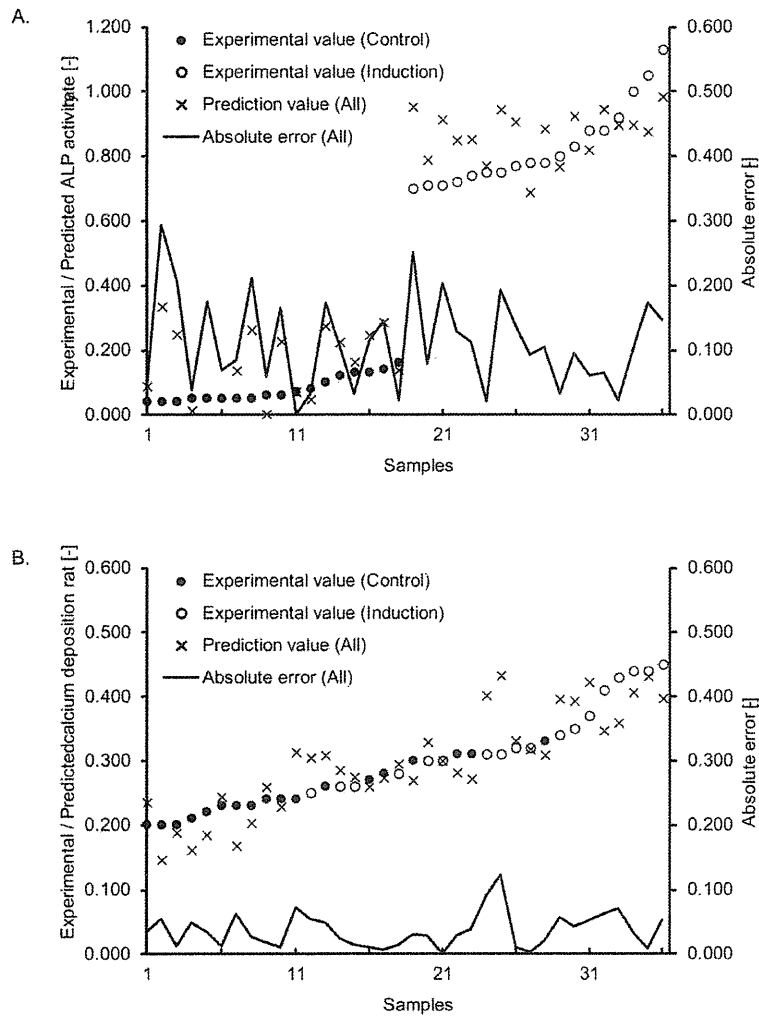 A.
Experimental / Predicted ALP activitate [-]
1.200
1.000
0.800
0.600
0.400
0.200
0.000
Experimental value (Control)
Experimental value (Induction)
Prediction value (All)
Absolute error (All)
0.600
0.500
0.400
0.300
0.200
0.100
0.000
Absolute error [-]
1 11 21 31
Samples
B.
Experimental / Predictedcalcium deposition rat [-]
0.600
0.500
0.400
0.300
0.200
0.100
0.000
Experimental value (Control)
Experimental value (Induction)
Prediction value (All)
Absolute error (All)
0.600
0.500
0.400
0.300
0.200
0.100
0.000
Absolute error [-]
1 11 21 31
Samples